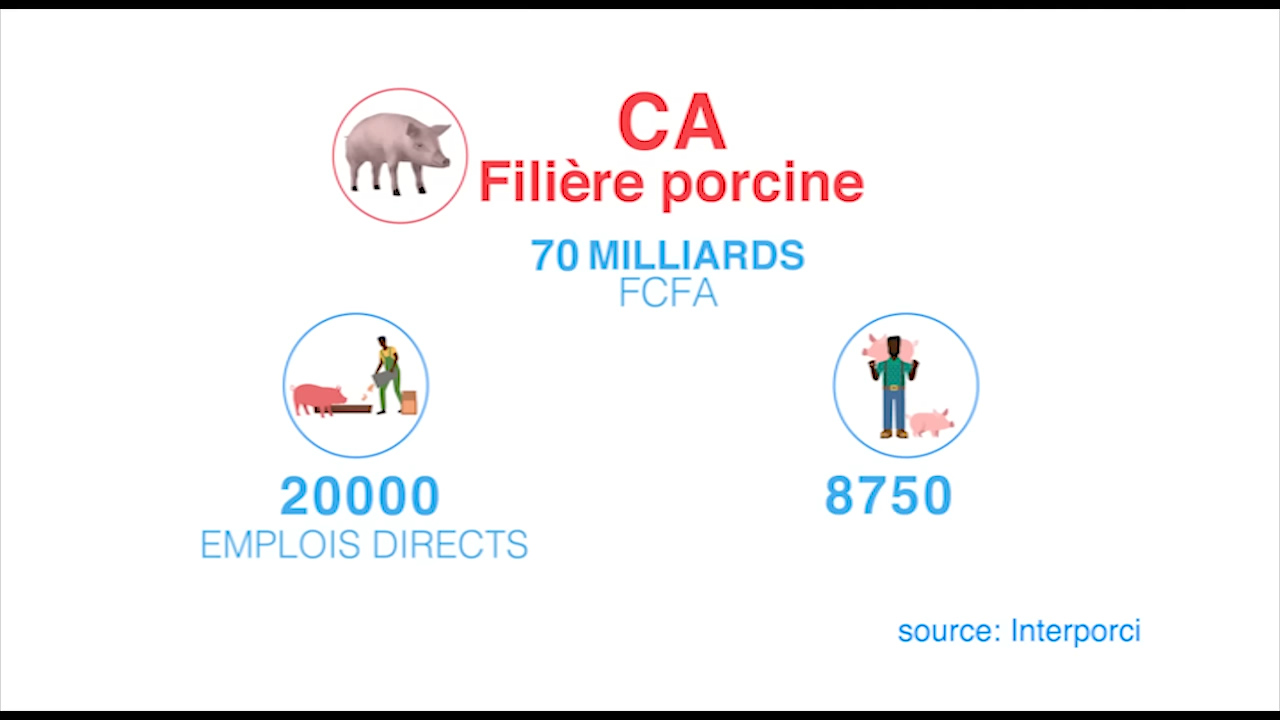 CA
Filière porcine
70 MILLIARDS
FCFA
20000
EMPLOIS DIRECTS
8750
source: Interporci